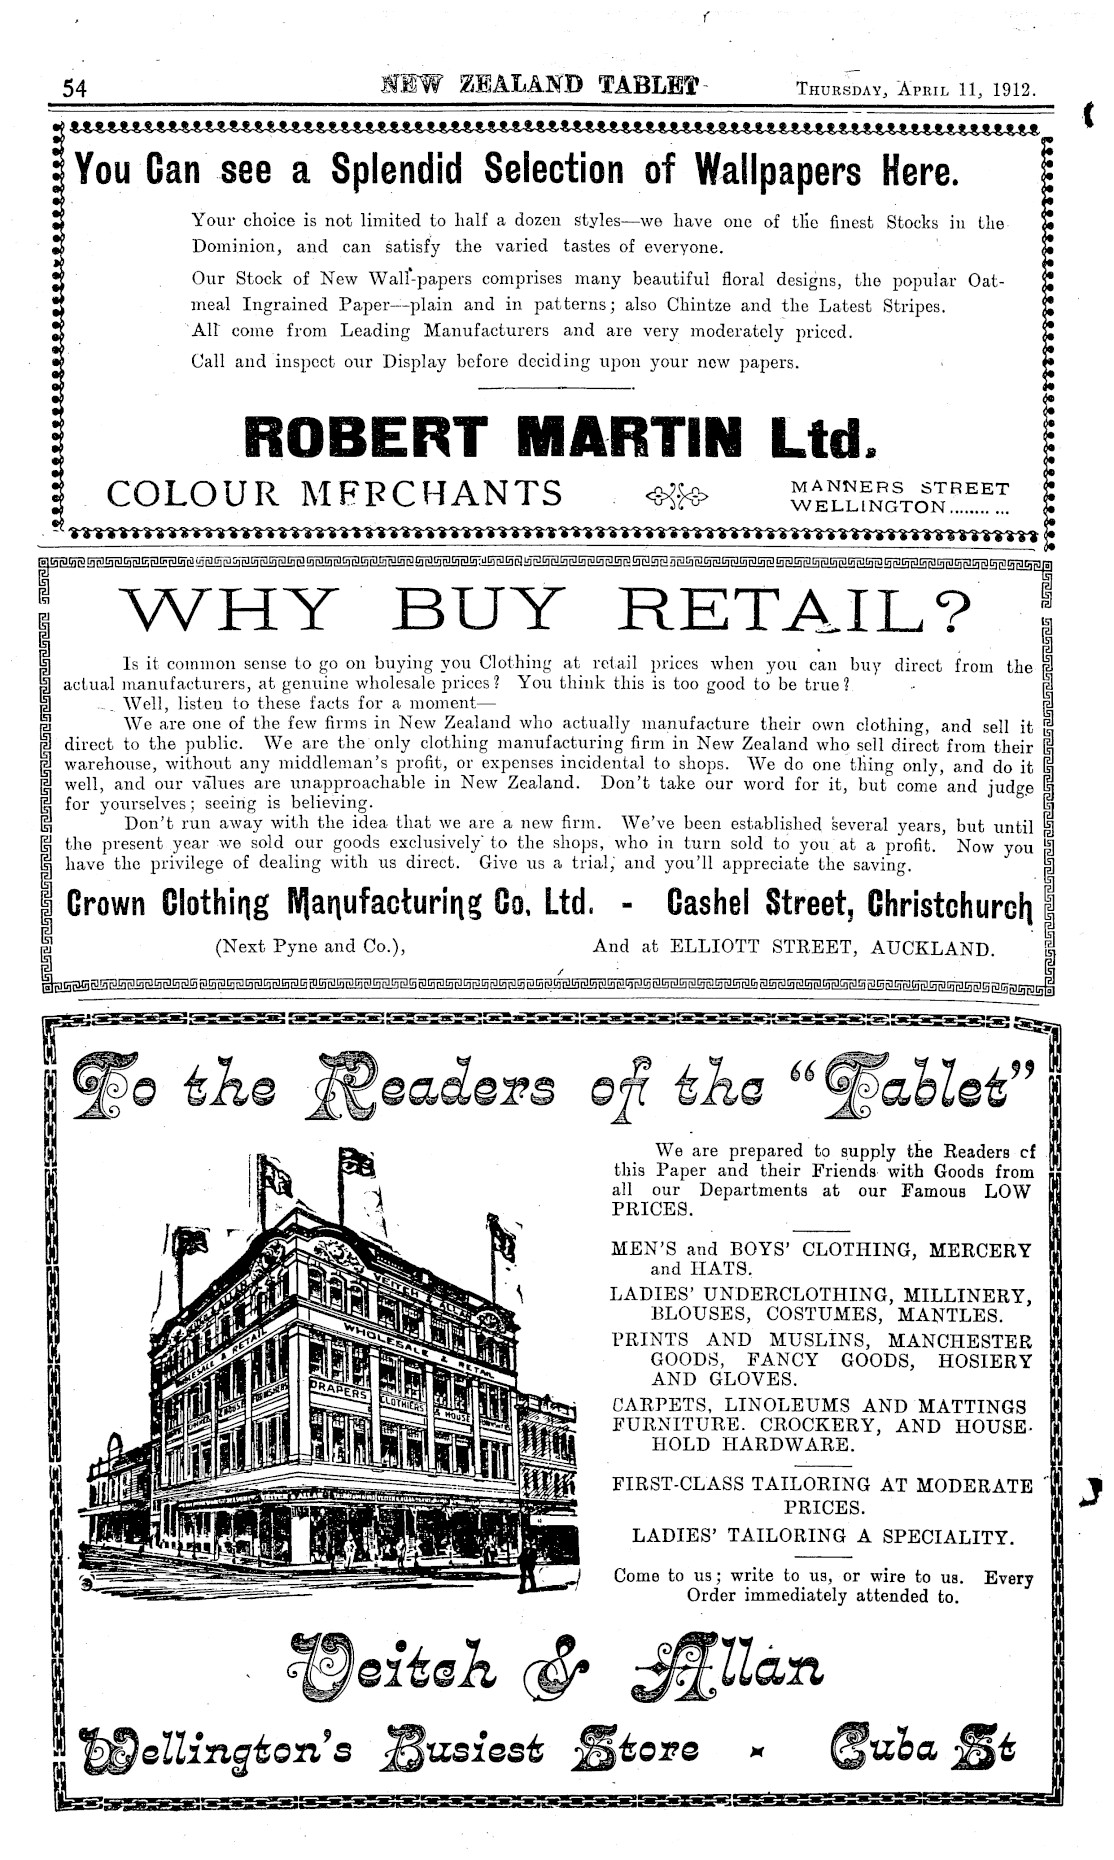 54 NEW ZEALAND TABLET THURSDAY, APRIL 11, 1912.
You Can see a Splendid Selection of Wallpapers Here.
Your choice is not limited to half a dozen styles—we have one of the finest Stocks in the
Dominion, and can satisfy the varied tastes of everyone.
Our Stock of New Wall-papers comprises many beautiful floral designs, the popular Oat-
meal Ingrained Paper—plain and in patterns; also Chintze and the Latest Stripes.
All come from Leading Manufacturers and are very moderately priced.
Call and inspect our Display before deciding upon your new papers.
ROBERT MARTIN Ltd.
COLOUR MERCHANTS
MANNERS STREET
WELLINGTON..........
WHY BUY RETAIL?
Is it common sense to go on buying you Clothing at retail prices when you can buy direct from the
actual manufacturers, at genuine wholesale prices? You think this is too good to be true?
Well, listen to these facts for a moment—
We are one of the few firms in New Zealand who actually manufacture their own clothing, and sell it
direct to the public. We are the only clothing manufacturing firm in New Zealand who sell direct from their
warehouse, without any middleman's profit, or expenses incidental to shops. We do one thing only, and do it
well, and our values are unapproachable in New Zealand. Don't take our word for it, but come and judge
for yourselves; seeing is believing.
Don't run away with the idea that we are a new firm. We've been established several years, but until
the present year we sold our goods exclusively to the shops, who in turn sold to you at a profit. Now you
have the privilege of dealing with us direct. Give us a trial, and you'll appreciate the saving.
Crown Clothing Manufacturing Co. Ltd. - Cashel Street, Christchurch
(Next Pyne and Co.), And at ELLIOTT STREET, AUCKLAND.
To the Readers of the "Tablet"
We are prepared to supply the Readers of
this Paper and their Friends with Goods from
all our Departments at our Famous LOW
PRICES.
MEN'S and BOYS' CLOTHING, MERCERY
and HATS.
LADIES' UNDERCLOTHING, MILLINERY,
BLOUSES, COSTUMES, MANTLES.
PRINTS AND MUSLINS, MANCHESTER
GOODS, FANCY GOODS, HOSIERY
AND GLOVES.
CARPETS, LINOLEUMS AND MATTINGS
FURNITURE. CROCKERY, AND HOUSE-
HOLD HARDWARE.
FIRST-CLASS TAILORING AT MODERATE
PRICES.
LADIES' TAILORING A SPECIALITY.
Come to us; write to us, or wire to us. Every
Order immediately attended to.
VEITCH & ALLAN
WHOLESALE & RETAIL
WHOLESALE & RETAIL
DRAPERS CLOTHIERS & HOUSE
Veitch & Allan
Wellington's Busiest Store - Cuba St